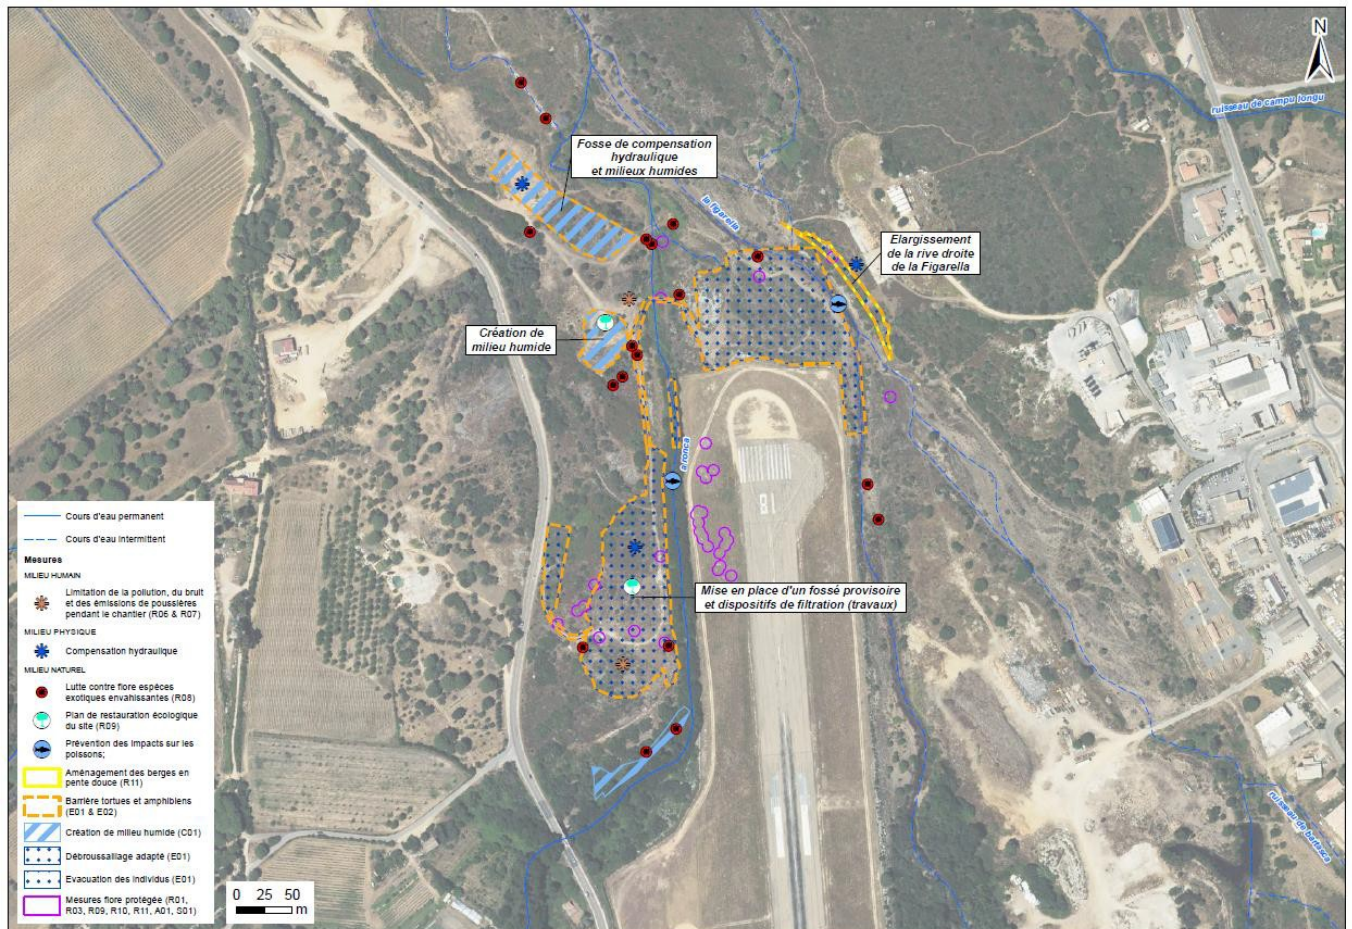 N
ruisseau de campu longu
Fosse de compensation
hydraulique
et milieux humides
la figarella
Elargissement
de la rive droite
de la Figarella
Création de
milieu humide
a ronca
18
Mise en place d'un fossé provisoire
et dispositifs de filtration (travaux)
ruisseau de bartasca
Cours d'eau permanent
Cours d'eau intermittent
Mesures
MILIEU HUMAIN
Limitation de la pollution, du bruit
et des émissions de poussières
pendant le chantier (R06 & R07)
MILIEU PHYSIQUE
Compensation hydraulique
MILIEU NATUREL
Lutte contre flore espèces
exotiques envahissantes (R08)
Plan de restauration écologique
du site (R09)
Prévention des impacts sur les
poissons;
Aménagement des berges en
pente douce (R11)
Barrière tortues et amphibiens
(E01 & E02)
Création de milieu humide (C01)
Débroussaillage adapté (E01)
Evacuation des individus (E01)
Mesures flore protégée (R01,
R03, R09, R10, R11, A01, S01)
0 25 50
m